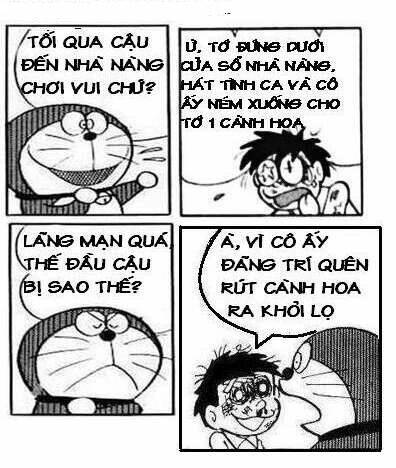 TỐI QUA CẬU
ĐẾN NHÀ NÀNG
CHƠI VUI CHỨ?
Ừ, TỚ ĐỨNG DƯỚI
CỬA SỔ NHÀ NÀNG,
HÁT TÌNH CA VÀ CÔ
ẤY NÉM XUỐNG CHO
TỚ 1 CÀNH HOA
LÃNG MẠN QUÁ,
THẾ ĐẦU CẬU
BỊ SAO THẾ?
À, VÌ CÔ ẤY
ĐÃNG TRÍ QUÊN
RÚT CÀNH HOA
RA KHỎI LỌ